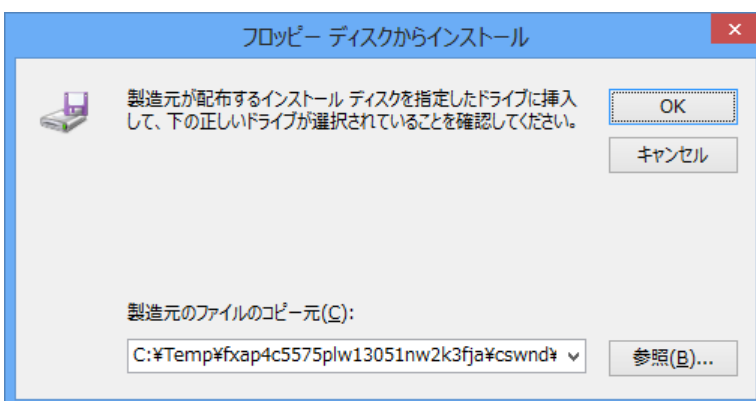 フロッピー ディスクからインストール
製造元が配布するインストール ディスクを指定したドライブに挿入
して、下の正しいドライブが選択されていることを確認してください。
OK
キャンセル
製造元のファイルのコピー元(C):
C:¥Temp¥fxap4c5575plw13051nw2k3fja¥cswnd¥
参照(B)...